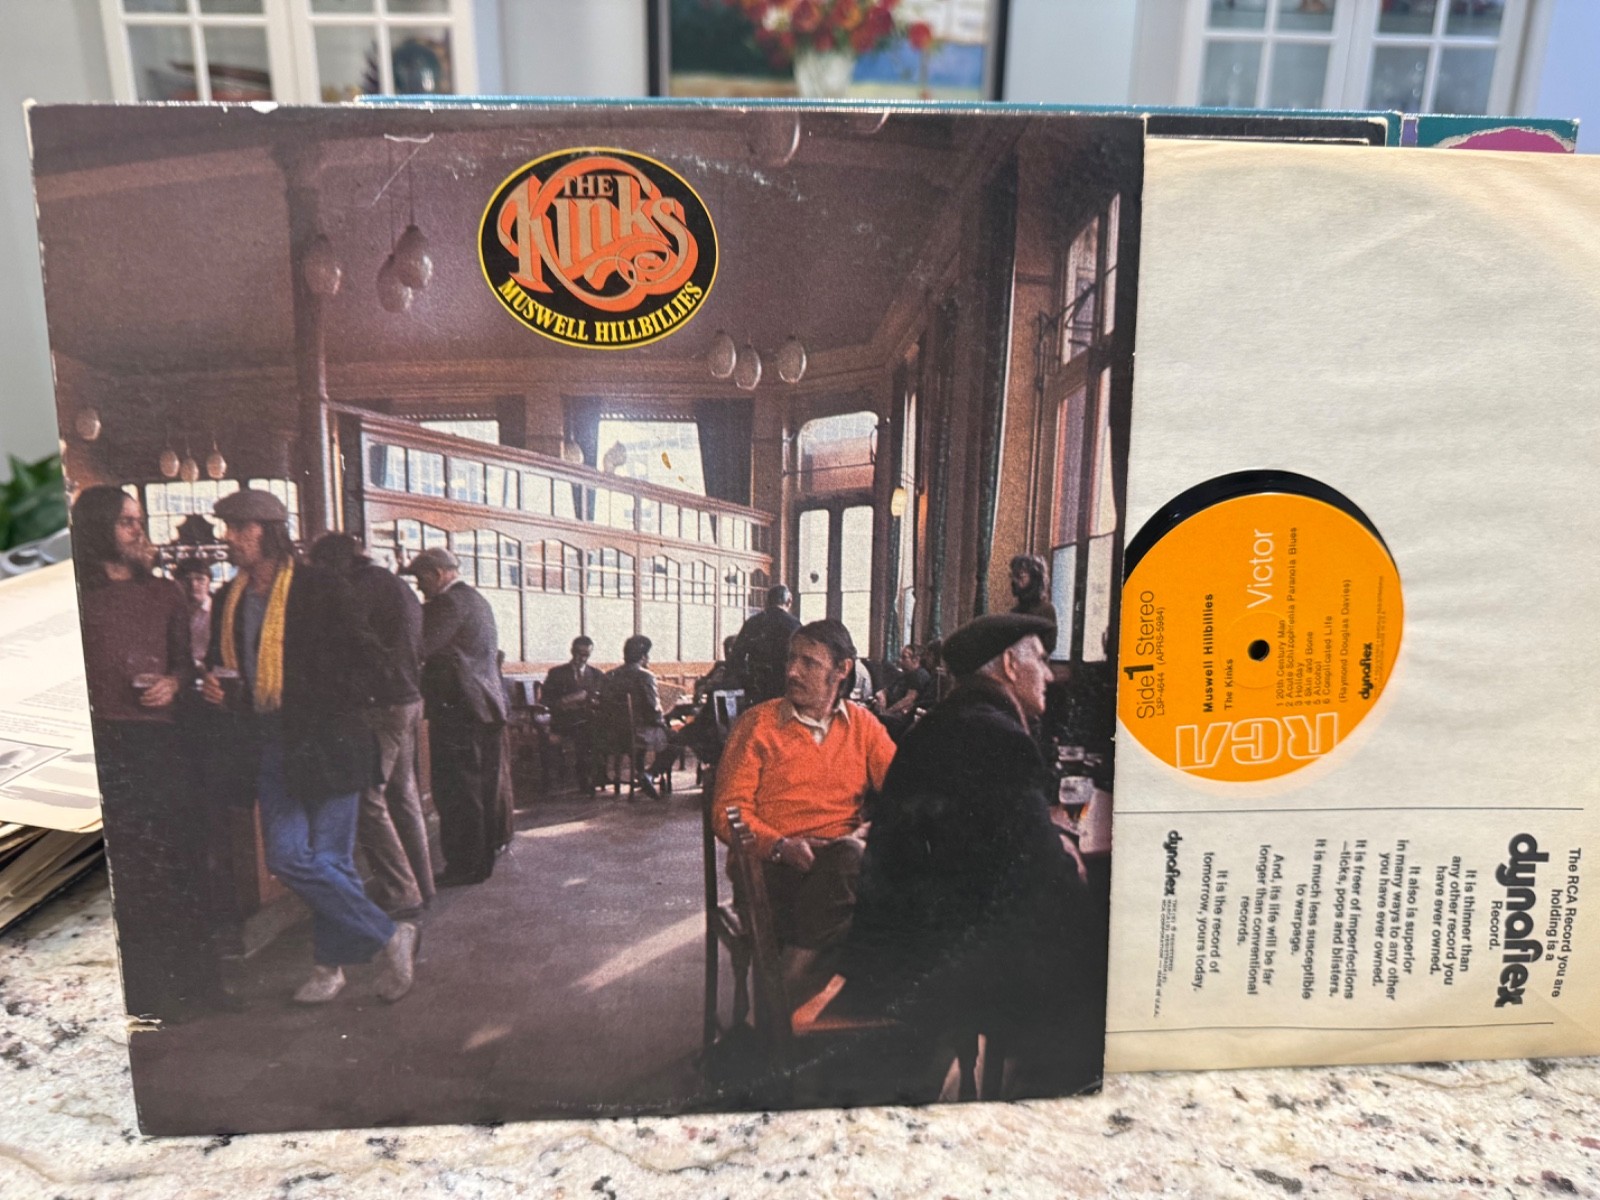 THE
Kinks
MUSWELL HILLBILLIES
Side 1 Stereo
LSP-4644 (APRS-5984)
Victor
Muswell Hillbillies
The Kinks
1 20th Century Man
2 Acute Schizophrenia Paranoia Blues
3 Holiday
4 Skin and Bone
5 Alcohol
6 Complicated Life
(Raymond Douglas Davies)
dynaflex
RCA
The RCA Record you are
holding is a
dynaflex
Record.
It is thinner than
any other record you
have ever owned.
It also is superior
in many ways to any other
you have ever owned.
It is freer of imperfections
—ticks, pops and blisters.
It is much less susceptible
to warpage.
And, its life will be far
longer than conventional
records.
It is the record of
tomorrow, yours today.
dynaflex